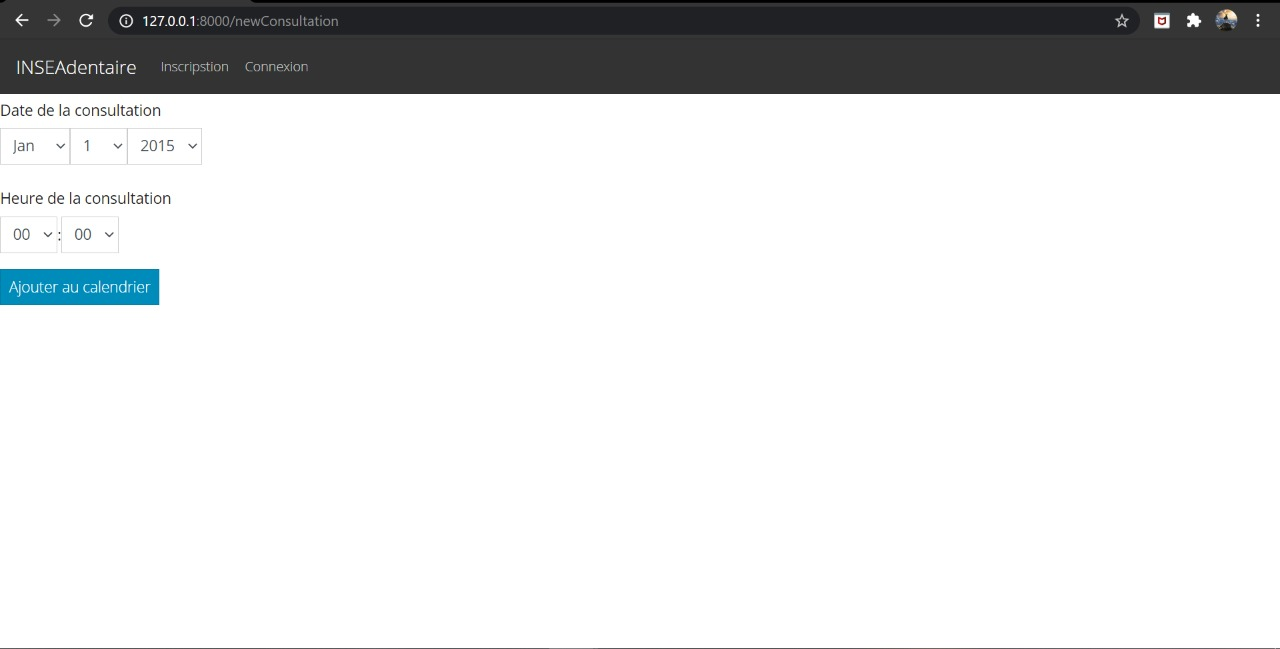 127.0.0.1:8000/newConsultation
INSEAdentaire Inscripstion Connexion
Date de la consultation
Jan 1 2015
Heure de la consultation
00 : 00
Ajouter au calendrier